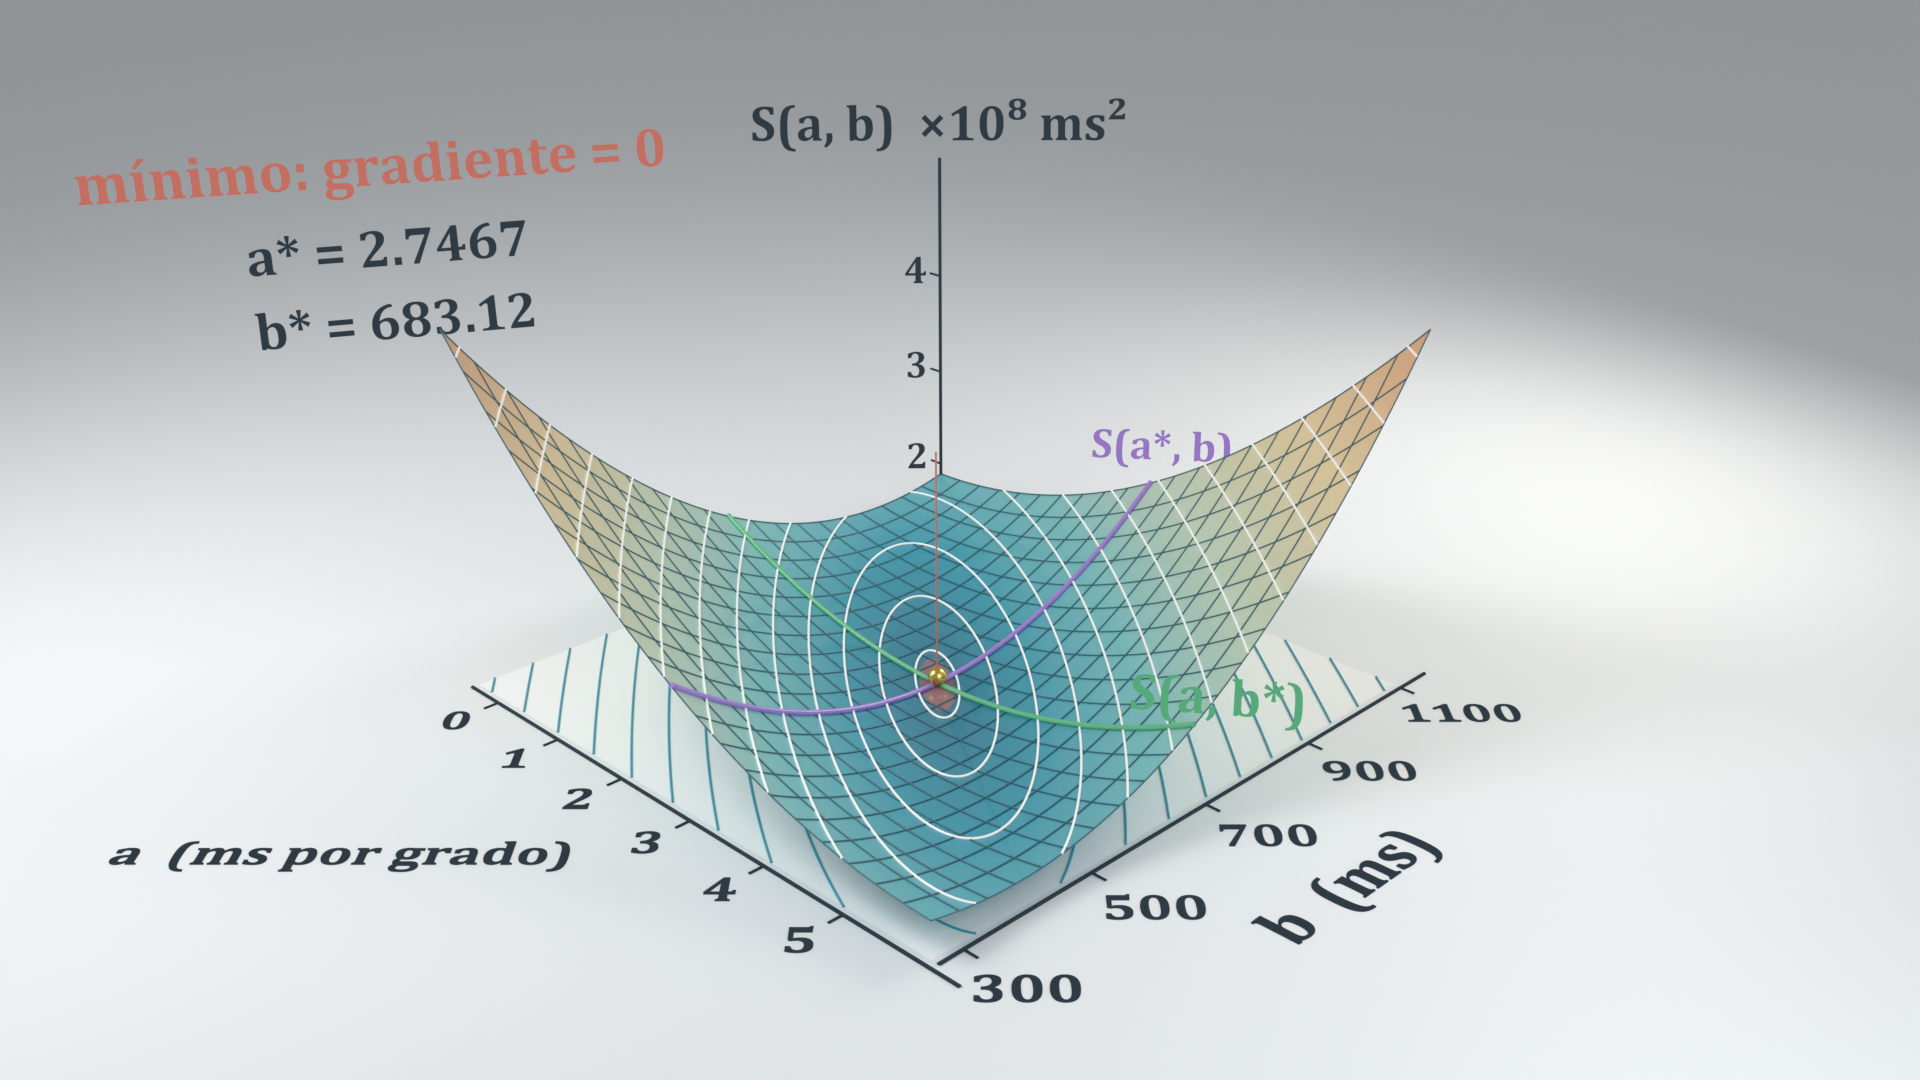 S(a, b) ×10⁸ ms²
mínimo: gradiente = 0
a* = 2.7467
b* = 683.12
4
3
2
S(a*, b)
S(a, b*)
0
1
2
3
4
5
a (ms por grado)
300
500
700
900
1100
b (ms)